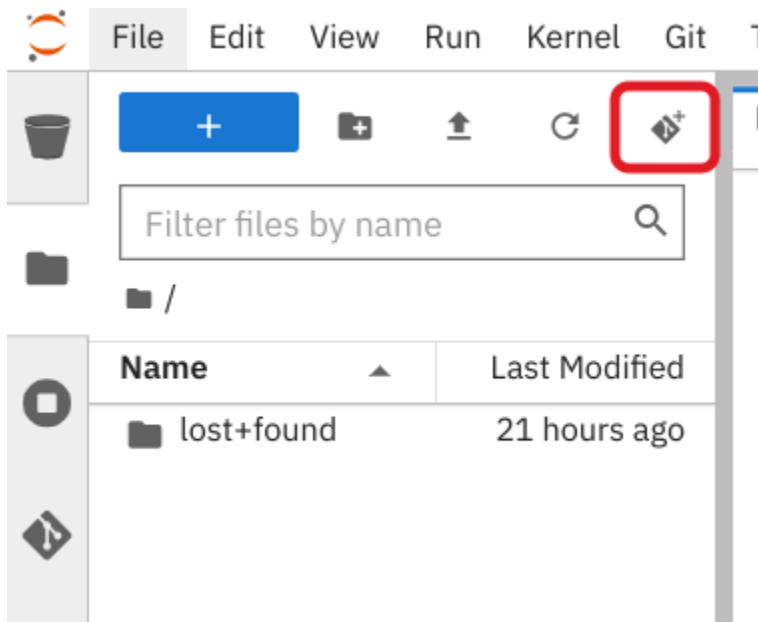 File Edit View Run Kernel Git
Filter files by name
/
Name Last Modified
lost+found 21 hours ago